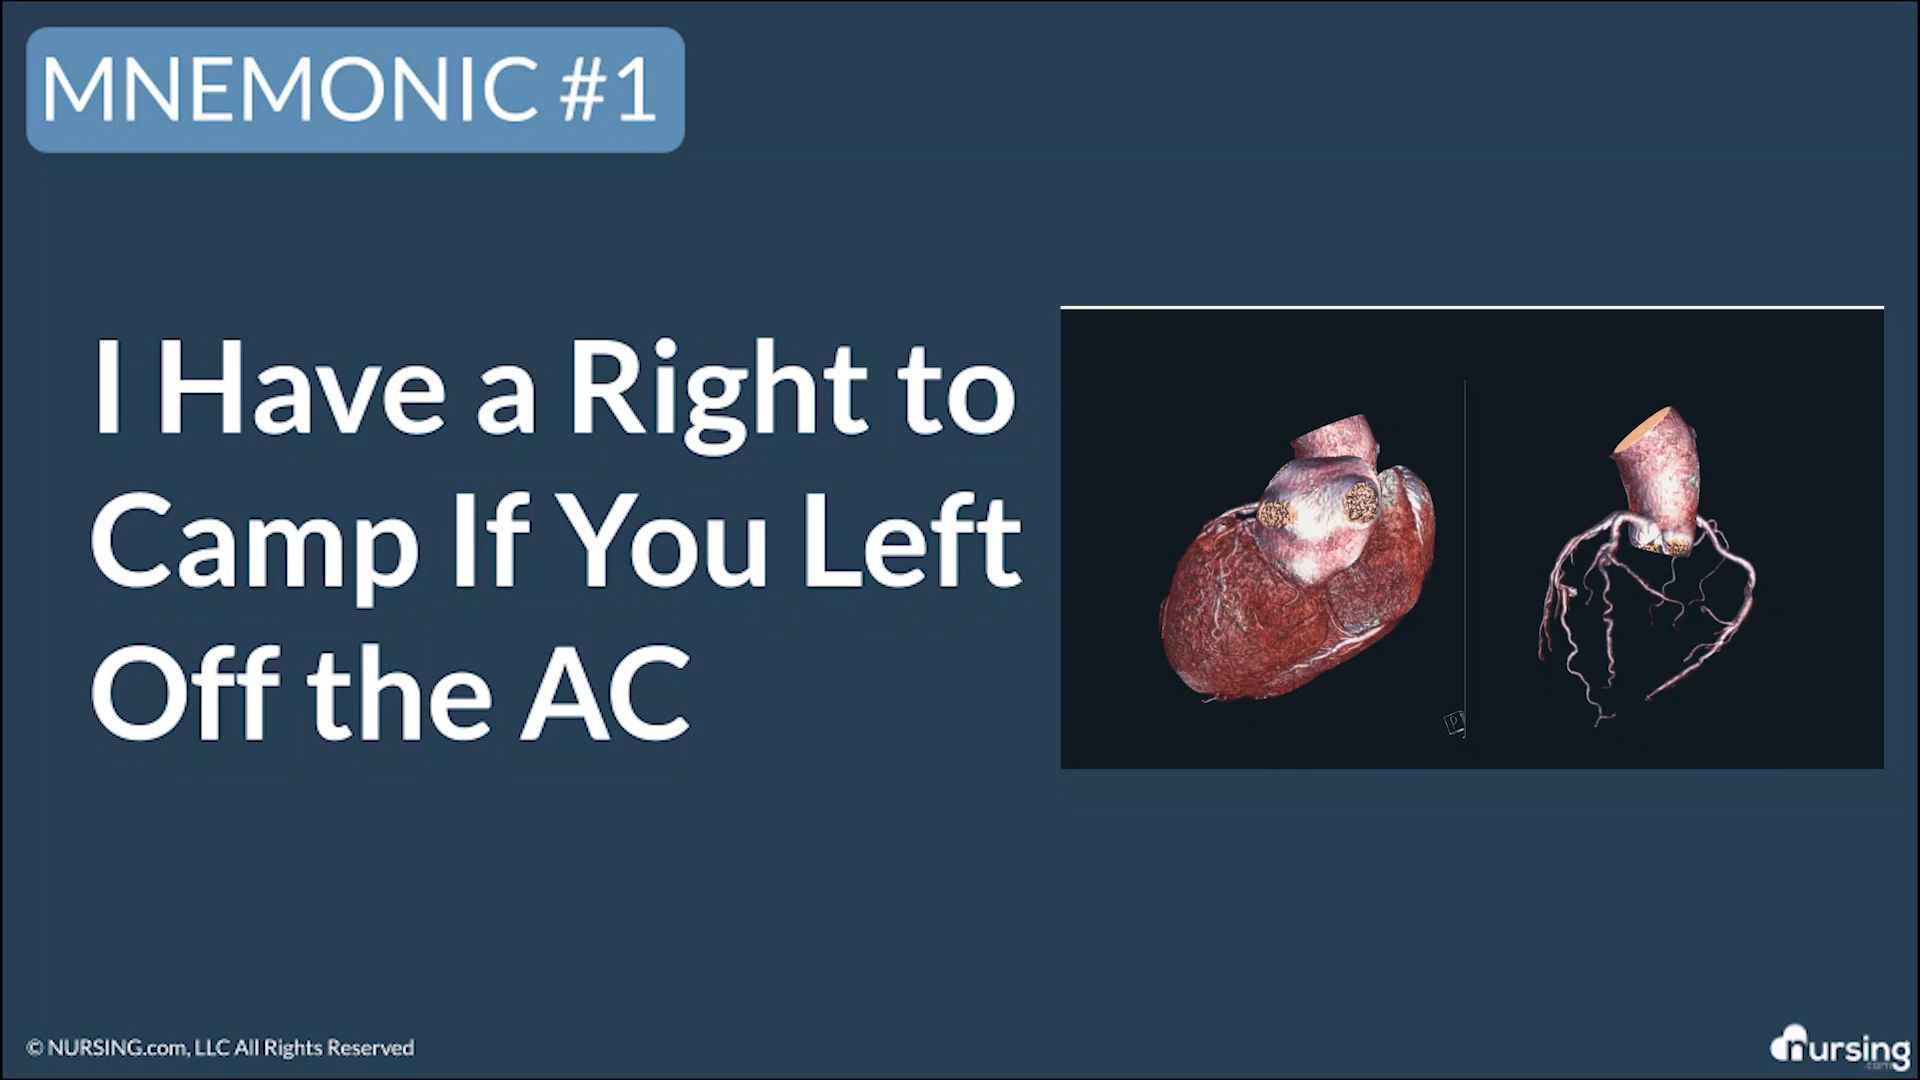 MNEMONIC #1
I Have a Right to
Camp If You Left
Off the AC
P
© NURSING.com, LLC All Rights Reserved
nursing
.com